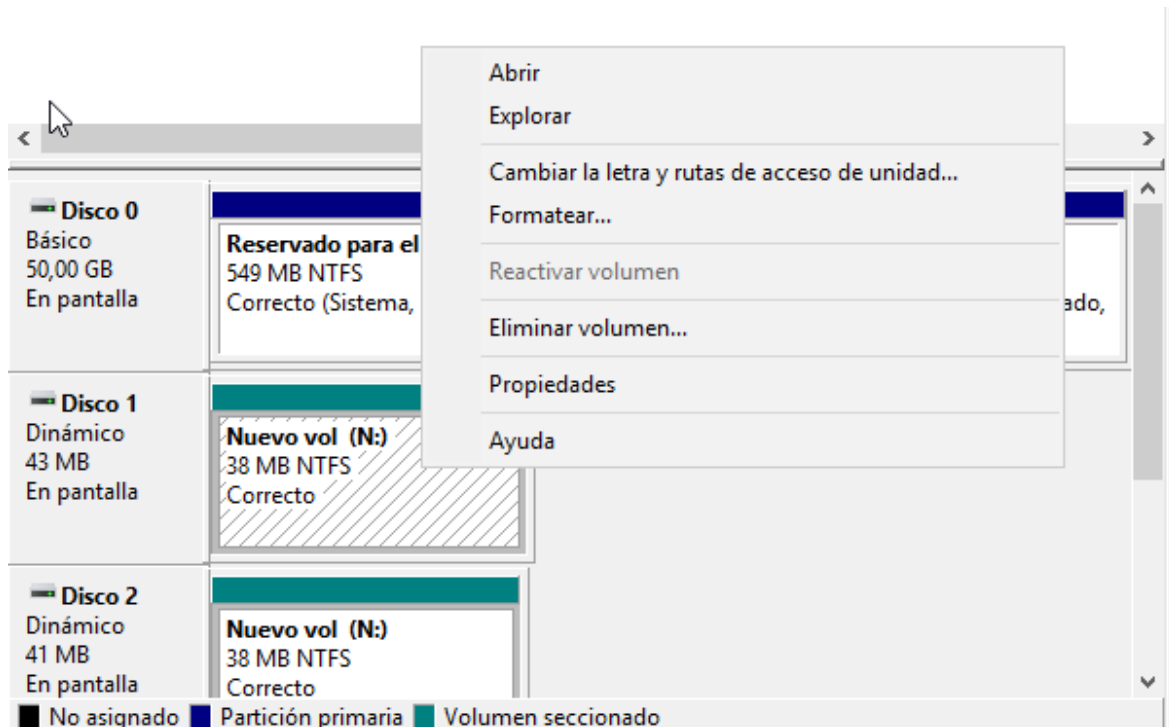 Abrir
Explorar
Cambiar la letra y rutas de acceso de unidad...
Formatear...
Reactivar volumen
Eliminar volumen...
Propiedades
Ayuda
Disco 0
Básico
50,00 GB
En pantalla
Reservado para el
549 MB NTFS
Correcto (Sistema,
ado,
Disco 1
Dinámico
43 MB
En pantalla
Nuevo vol (N:)
38 MB NTFS
Correcto
Disco 2
Dinámico
41 MB
En pantalla
Nuevo vol (N:)
38 MB NTFS
Correcto
No asignado Partición primaria Volumen seccionado